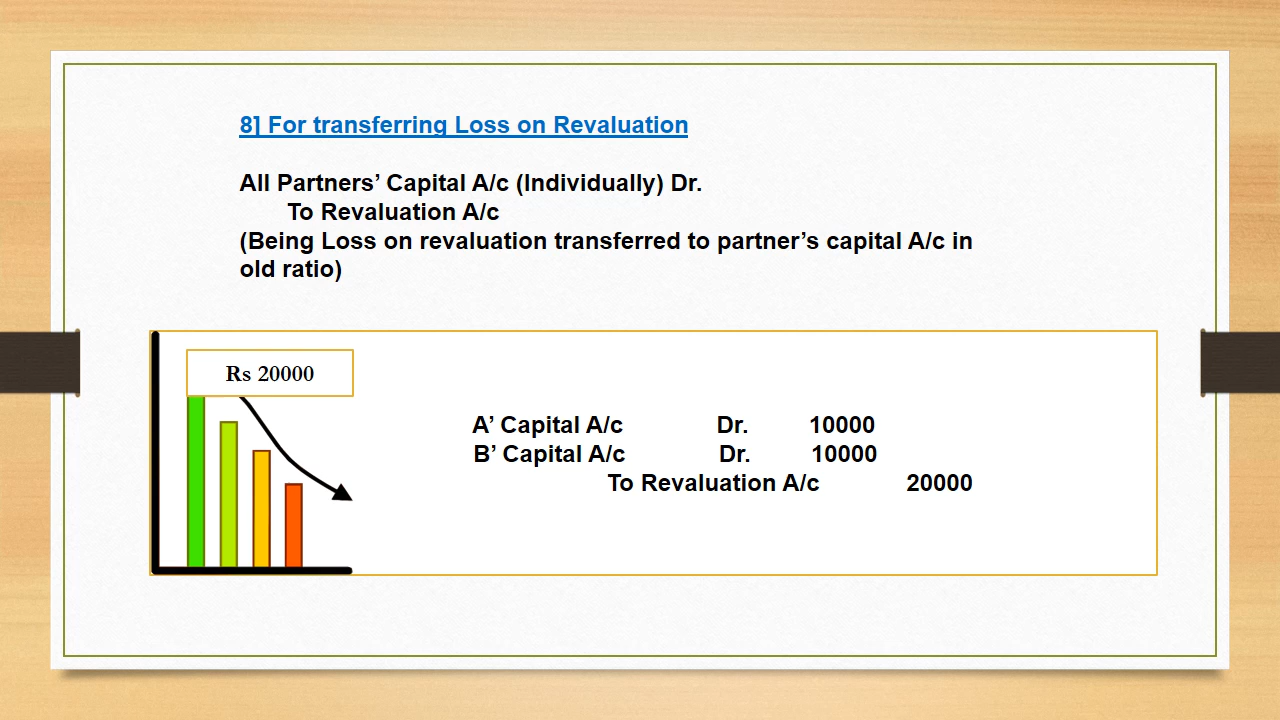 8] For transferring Loss on Revaluation
All Partners’ Capital A/c (Individually) Dr.
To Revaluation A/c
(Being Loss on revaluation transferred to partner’s capital A/c in
old ratio)
Rs 20000
A’ Capital A/c Dr. 10000
B’ Capital A/c Dr. 10000
To Revaluation A/c 20000